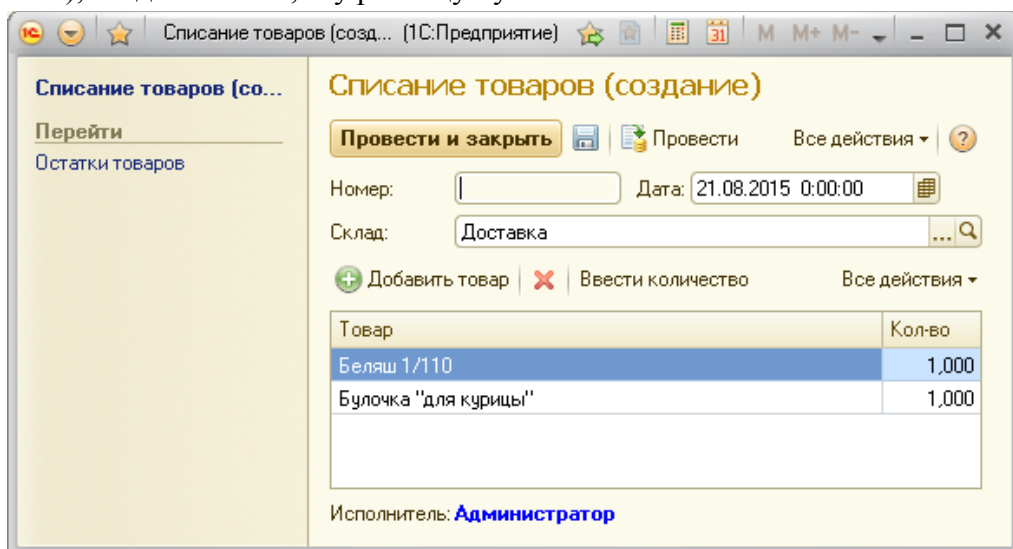 Списание товаров (созд... (1С:Предприятие) 31 M M+ M-
Списание товаров (со...
Перейти
Остатки товаров
Списание товаров (создание)
Провести и закрыть Провести Все действия
Номер: Дата: 21.08.2015 0:00:00
Склад: Доставка ...
Добавить товар Ввести количество Все действия
Товар Кол-во
Беляш 1/110 1,000
Булочка "для курицы" 1,000
Исполнитель: Администратор